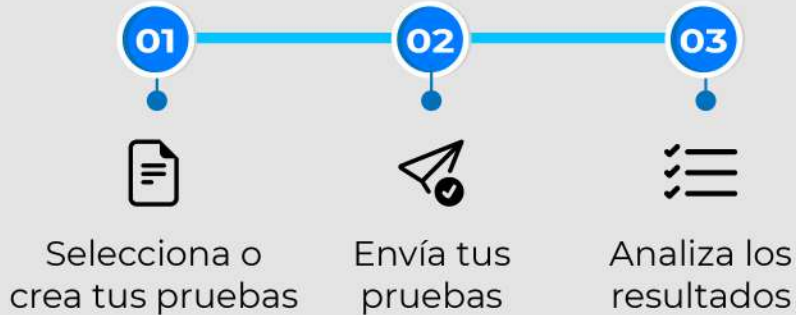 01
02
03
Selecciona o
crea tus pruebas
Envía tus
pruebas
Analiza los
resultados